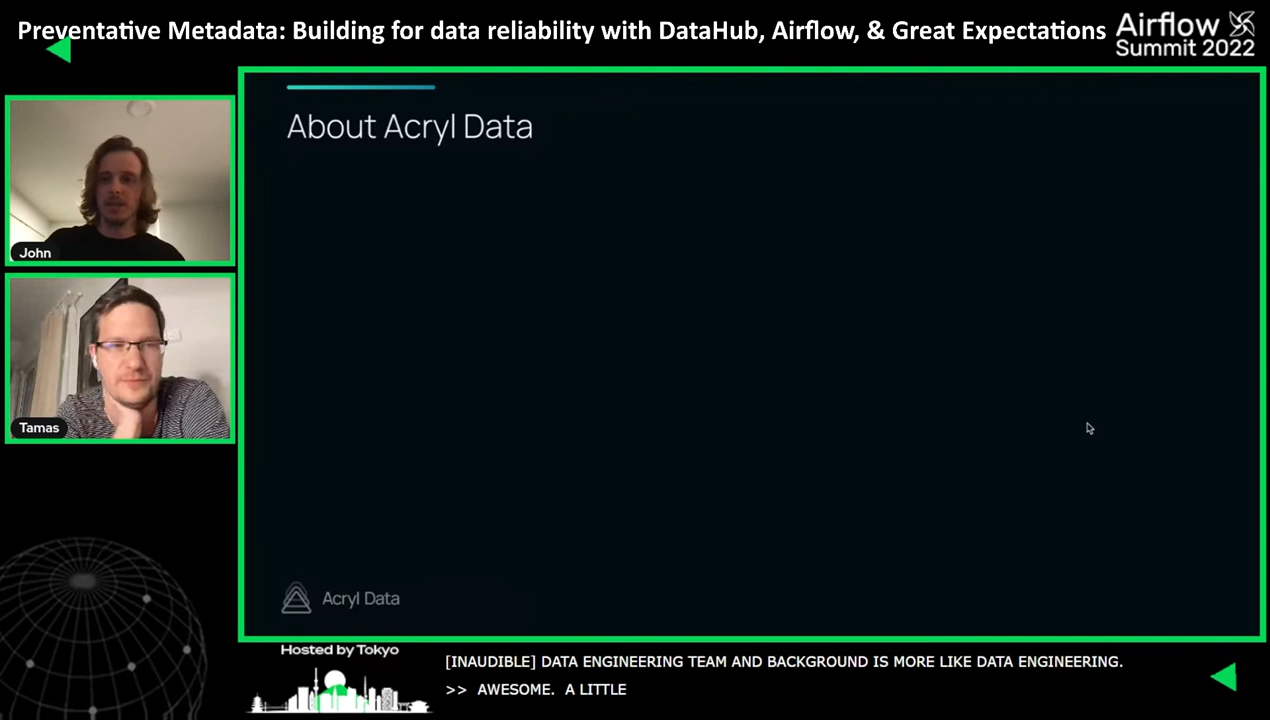 Preventative Metadata: Building for data reliability with DataHub, Airflow, & Great Expectations
Airflow
Summit 2022
About Acryl Data
John
Tamas
Acryl Data
Hosted by Tokyo
[INAUDIBLE] DATA ENGINEERING TEAM AND BACKGROUND IS MORE LIKE DATA ENGINEERING.
>> AWESOME. A LITTLE